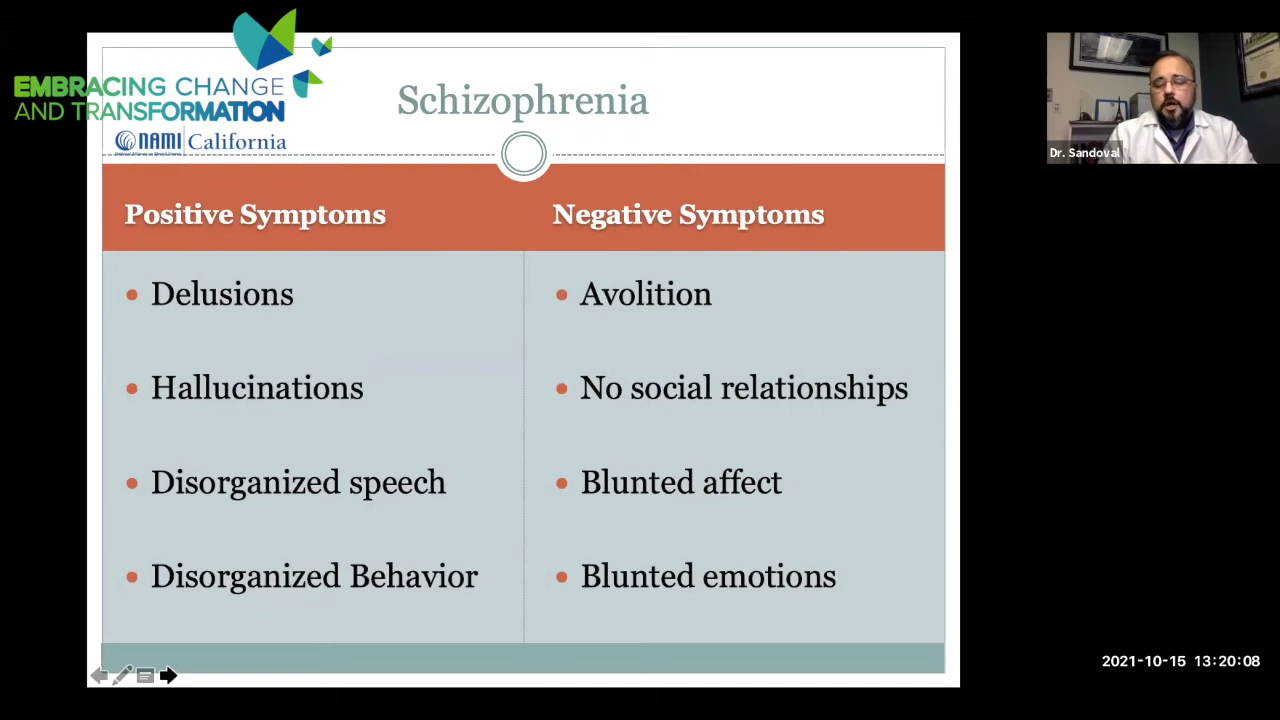 EMBRACING CHANGE
AND TRANSFORMATION
NAMI California
Schizophrenia
Positive Symptoms
Negative Symptoms
Delusions
Hallucinations
Disorganized speech
Disorganized Behavior
Avolition
No social relationships
Blunted affect
Blunted emotions
Dr. Sandoval
2021-10-15 13:20:08